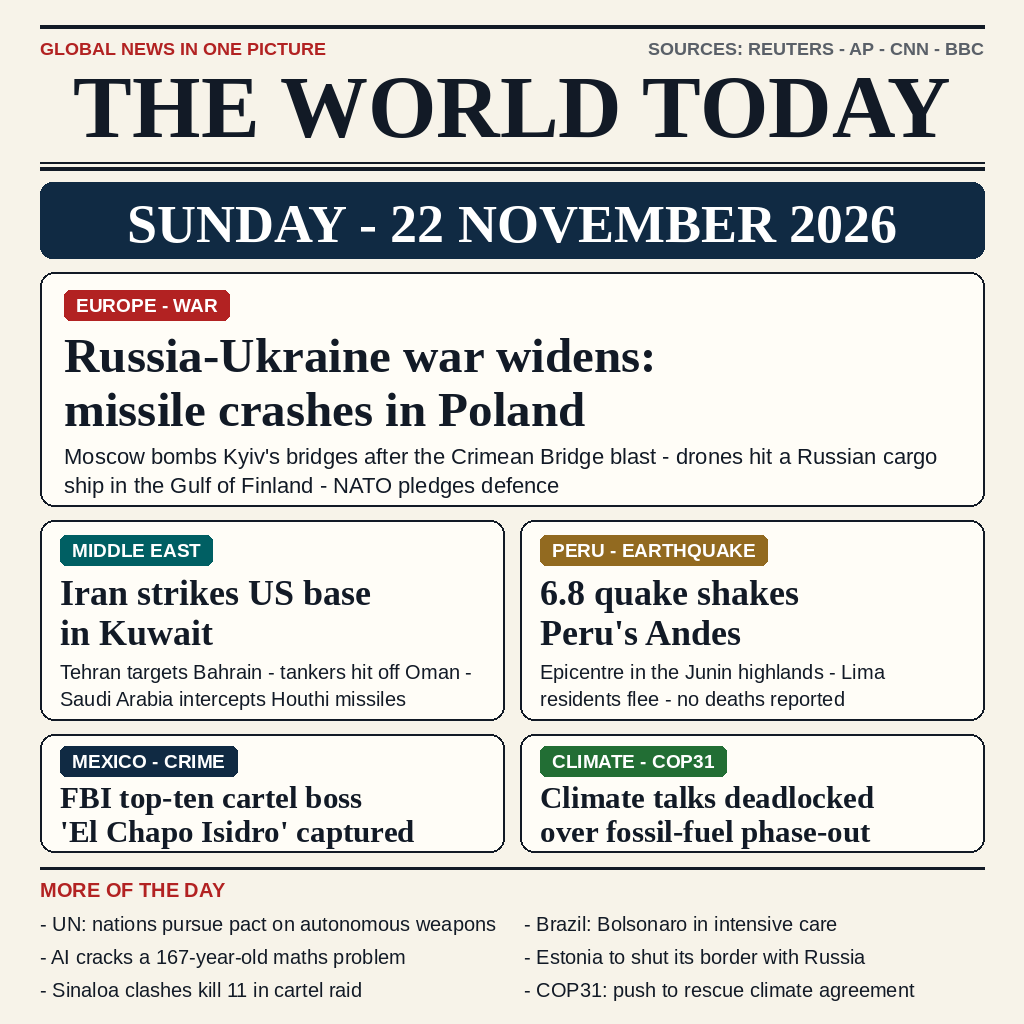 GLOBAL NEWS IN ONE PICTURE
SOURCES: REUTERS - AP - CNN - BBC
THE WORLD TODAY
SUNDAY - 22 NOVEMBER 2026
EUROPE - WAR
Russia-Ukraine war widens:
missile crashes in Poland
Moscow bombs Kyiv's bridges after the Crimean Bridge blast - drones hit a Russian cargo
ship in the Gulf of Finland - NATO pledges defence
MIDDLE EAST
Iran strikes US base
in Kuwait
Tehran targets Bahrain - tankers hit off Oman -
Saudi Arabia intercepts Houthi missiles
PERU - EARTHQUAKE
6.8 quake shakes
Peru's Andes
Epicentre in the Junin highlands - Lima
residents flee - no deaths reported
MEXICO - CRIME
FBI top-ten cartel boss
'El Chapo Isidro' captured
CLIMATE - COP31
Climate talks deadlocked
over fossil-fuel phase-out
MORE OF THE DAY
- UN: nations pursue pact on autonomous weapons
- AI cracks a 167-year-old maths problem
- Sinaloa clashes kill 11 in cartel raid
- Brazil: Bolsonaro in intensive care
- Estonia to shut its border with Russia
- COP31: push to rescue climate agreement